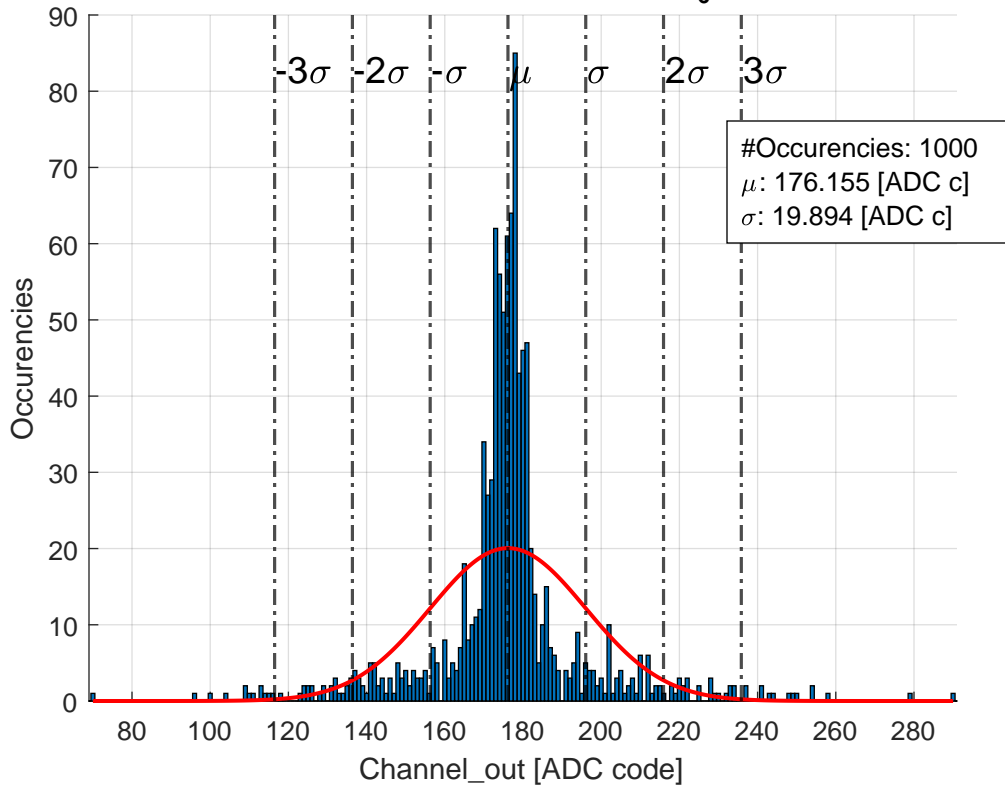 90
80
70
60
50
40
30
20
10
0
Occurencies
-3σ -2σ -σ μ σ 2σ 3σ
#Occurencies: 1000
μ: 176.155 [ADC c]
σ: 19.894 [ADC c]
80 100 120 140 160 180 200 220 240 260 280
Channel_out [ADC code]